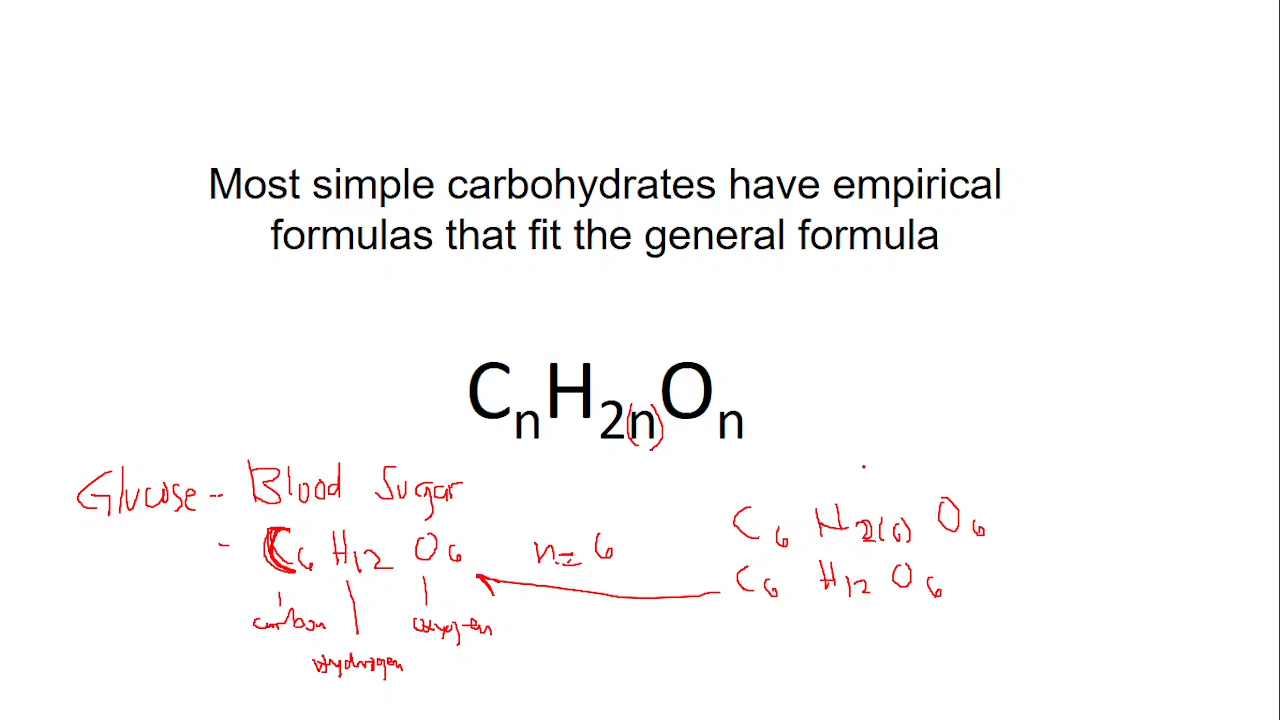 Most simple carbohydrates have empirical
formulas that fit the general formula
CnH2(n)On
Glucose - Blood Sugar
- C6 H12 O6 n= 6
carbon
hydrogen
oxygen
C6 H2(6) O6
C6 H12 O6